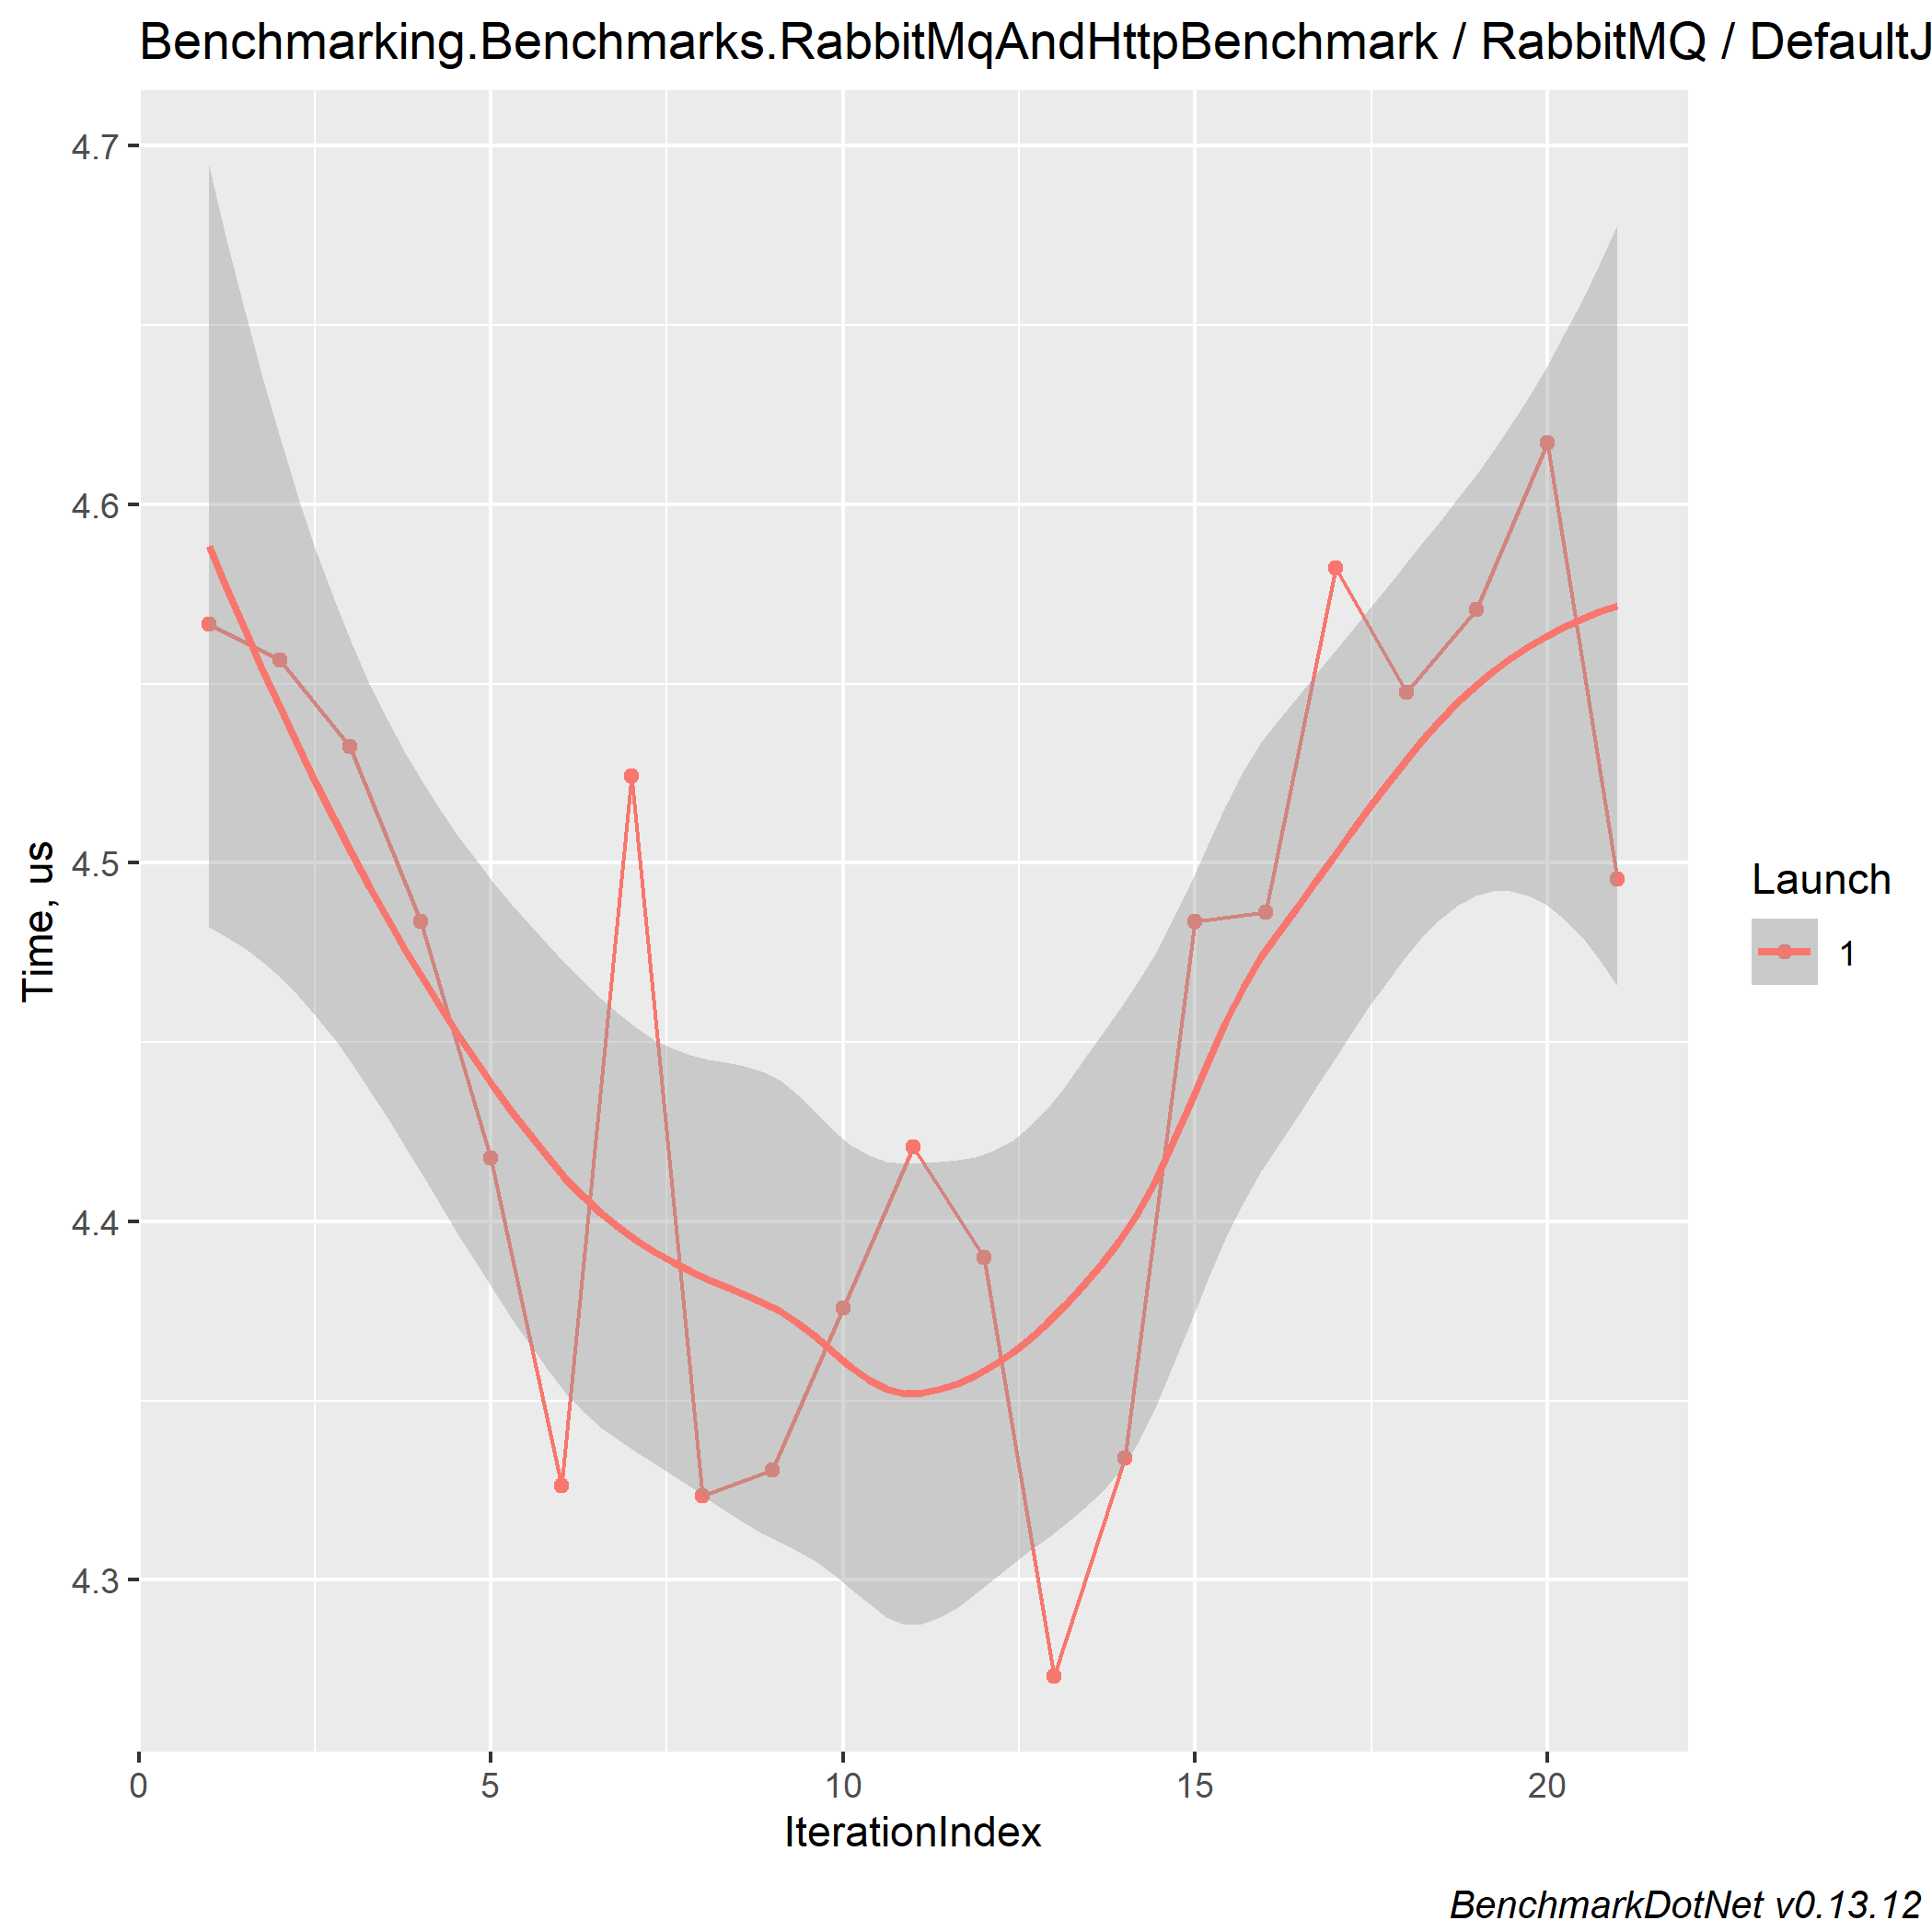 Benchmarking.Benchmarks.RabbitMqAndHttpBenchmark / RabbitMQ / DefaultJ
4.7
4.6
4.5
4.4
4.3
Time, us
0 5 10 15 20
IterationIndex
Launch
1
BenchmarkDotNet v0.13.12